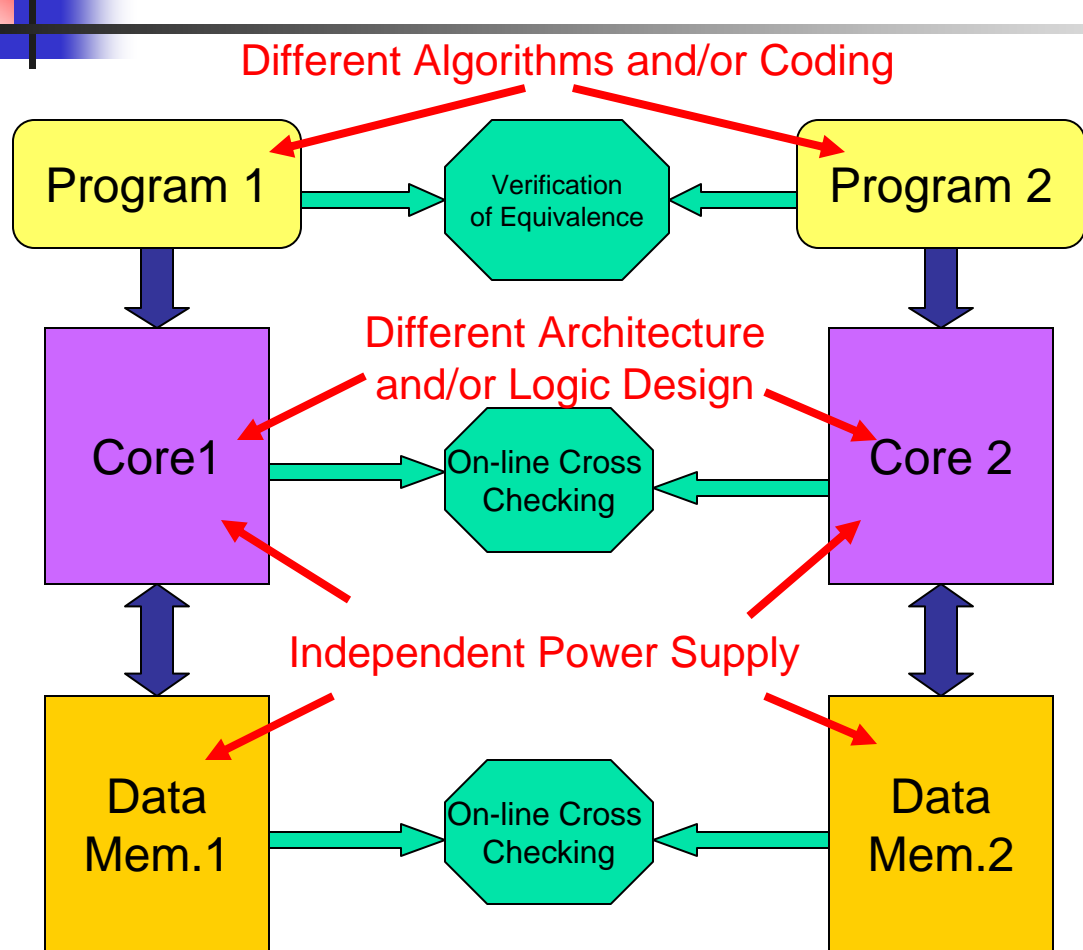 Different Algorithms and/or Coding
Program 1
Verification
of Equivalence
Program 2
Different Architecture
and/or Logic Design
Core1
On-line Cross
Checking
Core 2
Independent Power Supply
Data
Mem.1
On-line Cross
Checking
Data
Mem.2